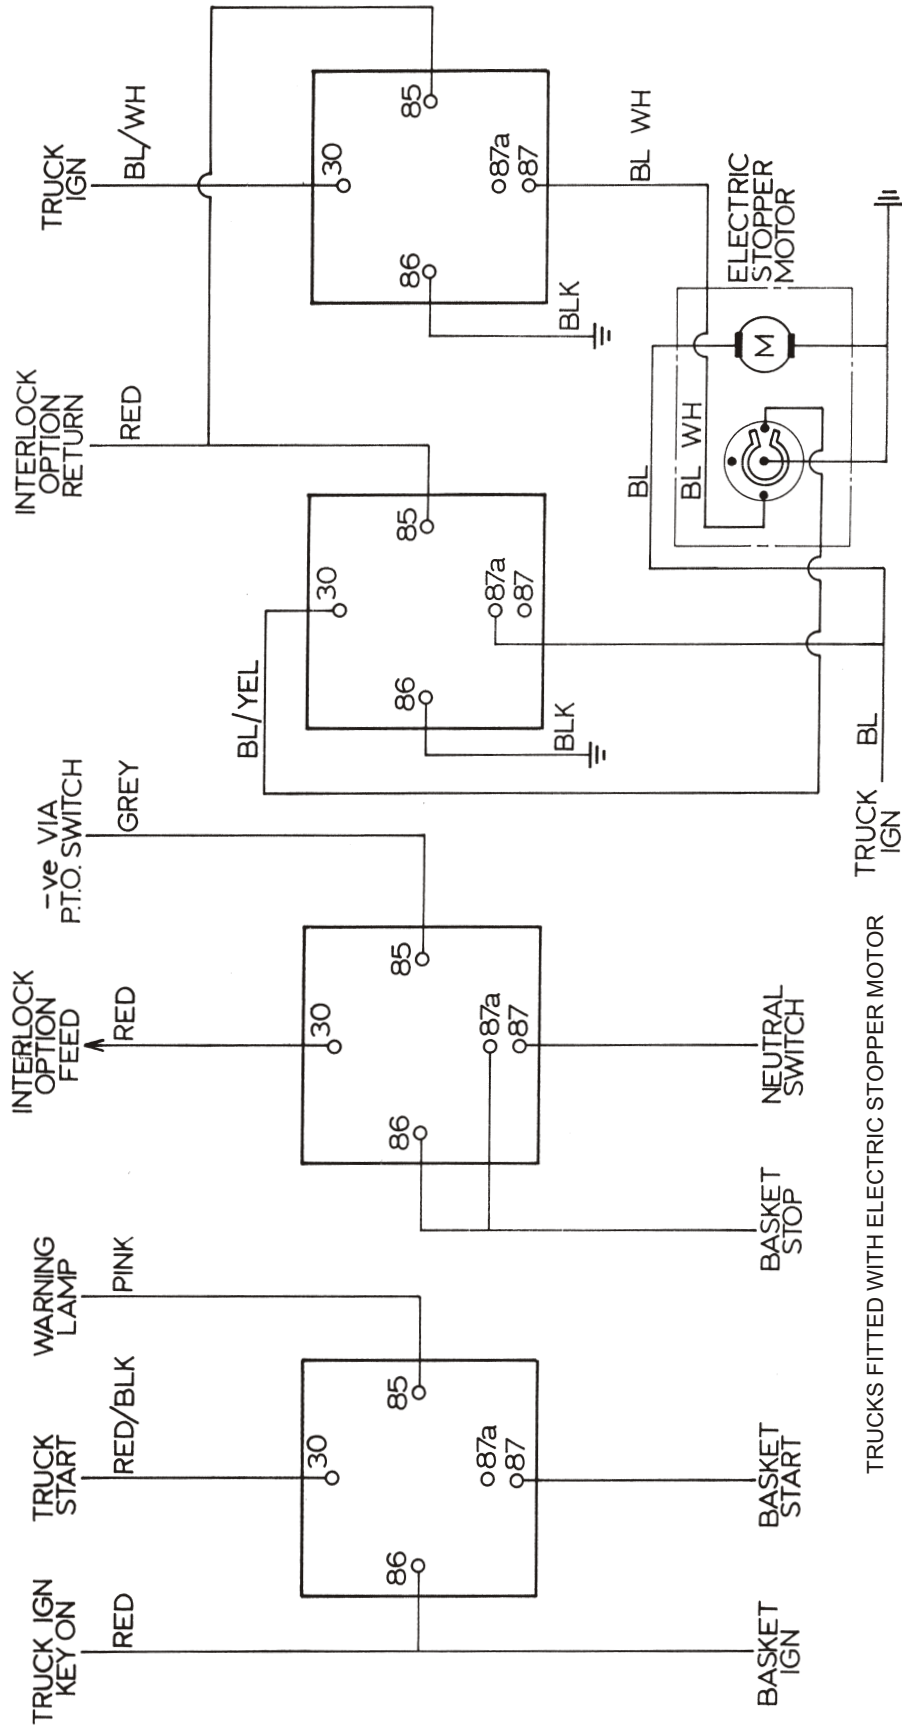 TRUCK IGN
KEY ON
RED
TRUCK
START
RED/BLK
WARNING
LAMP
PINK
INTERLOCK
OPTION
FEED
RED
-ve VIA
P.T.O. SWITCH
GREY
INTERLOCK
OPTION
RETURN
RED
TRUCK
IGN
BL/WH
86
30
85
87a
87
BASKET
IGN
BASKET
START
86
30
85
87a
87
BASKET
STOP
NEUTRAL
SWITCH
BL/YEL
86
30
85
87a
87
BLK
86
30
85
87a
87
BLK
BL WH
TRUCK
IGN
BL
BL
BL WH
M
ELECTRIC
STOPPER
MOTOR
TRUCKS FITTED WITH ELECTRIC STOPPER MOTOR